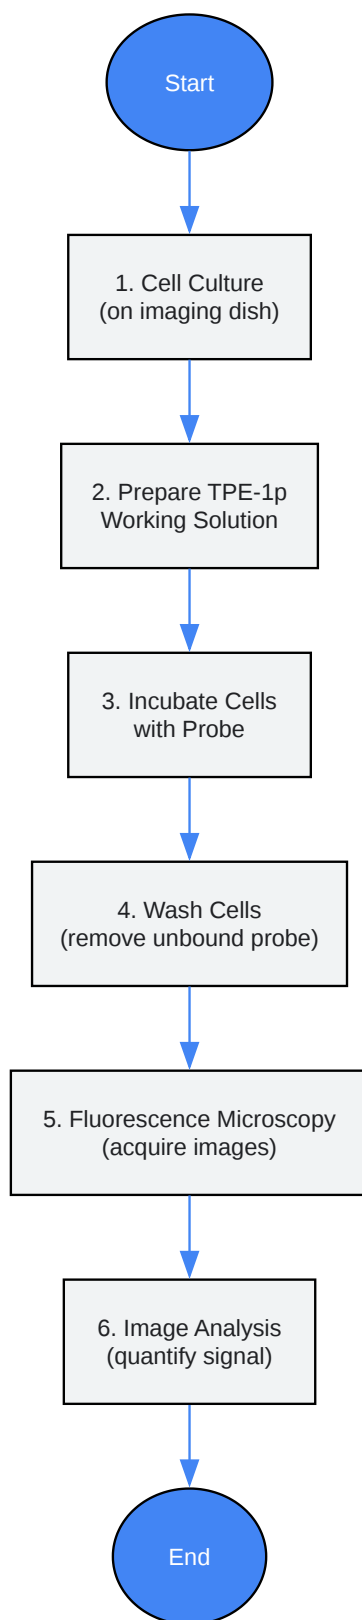 Start
1. Cell Culture
(on imaging dish)
2. Prepare TPE-1p
Working Solution
3. Incubate Cells
with Probe
4. Wash Cells
(remove unbound probe)
5. Fluorescence Microscopy
(acquire images)
6. Image Analysis
(quantify signal)
End